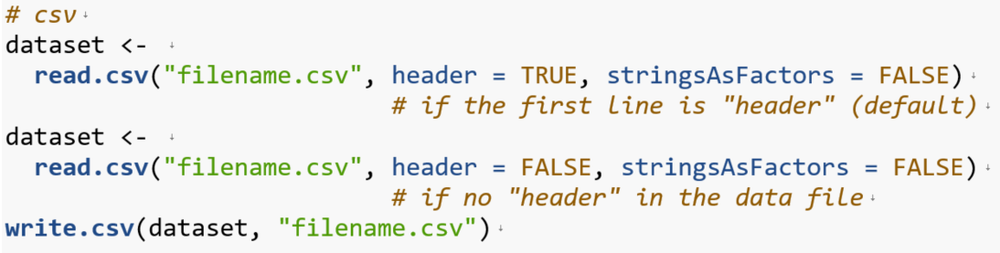 # csv↓
dataset <- ↓
  read.csv("filename.csv", header = TRUE, stringsAsFactors = FALSE)↓
                           # if the first line is "header" (default)↓
dataset <- ↓
  read.csv("filename.csv", header = FALSE, stringsAsFactors = FALSE)↓
                           # if no "header" in the data file↓
write.csv(dataset, "filename.csv")↓